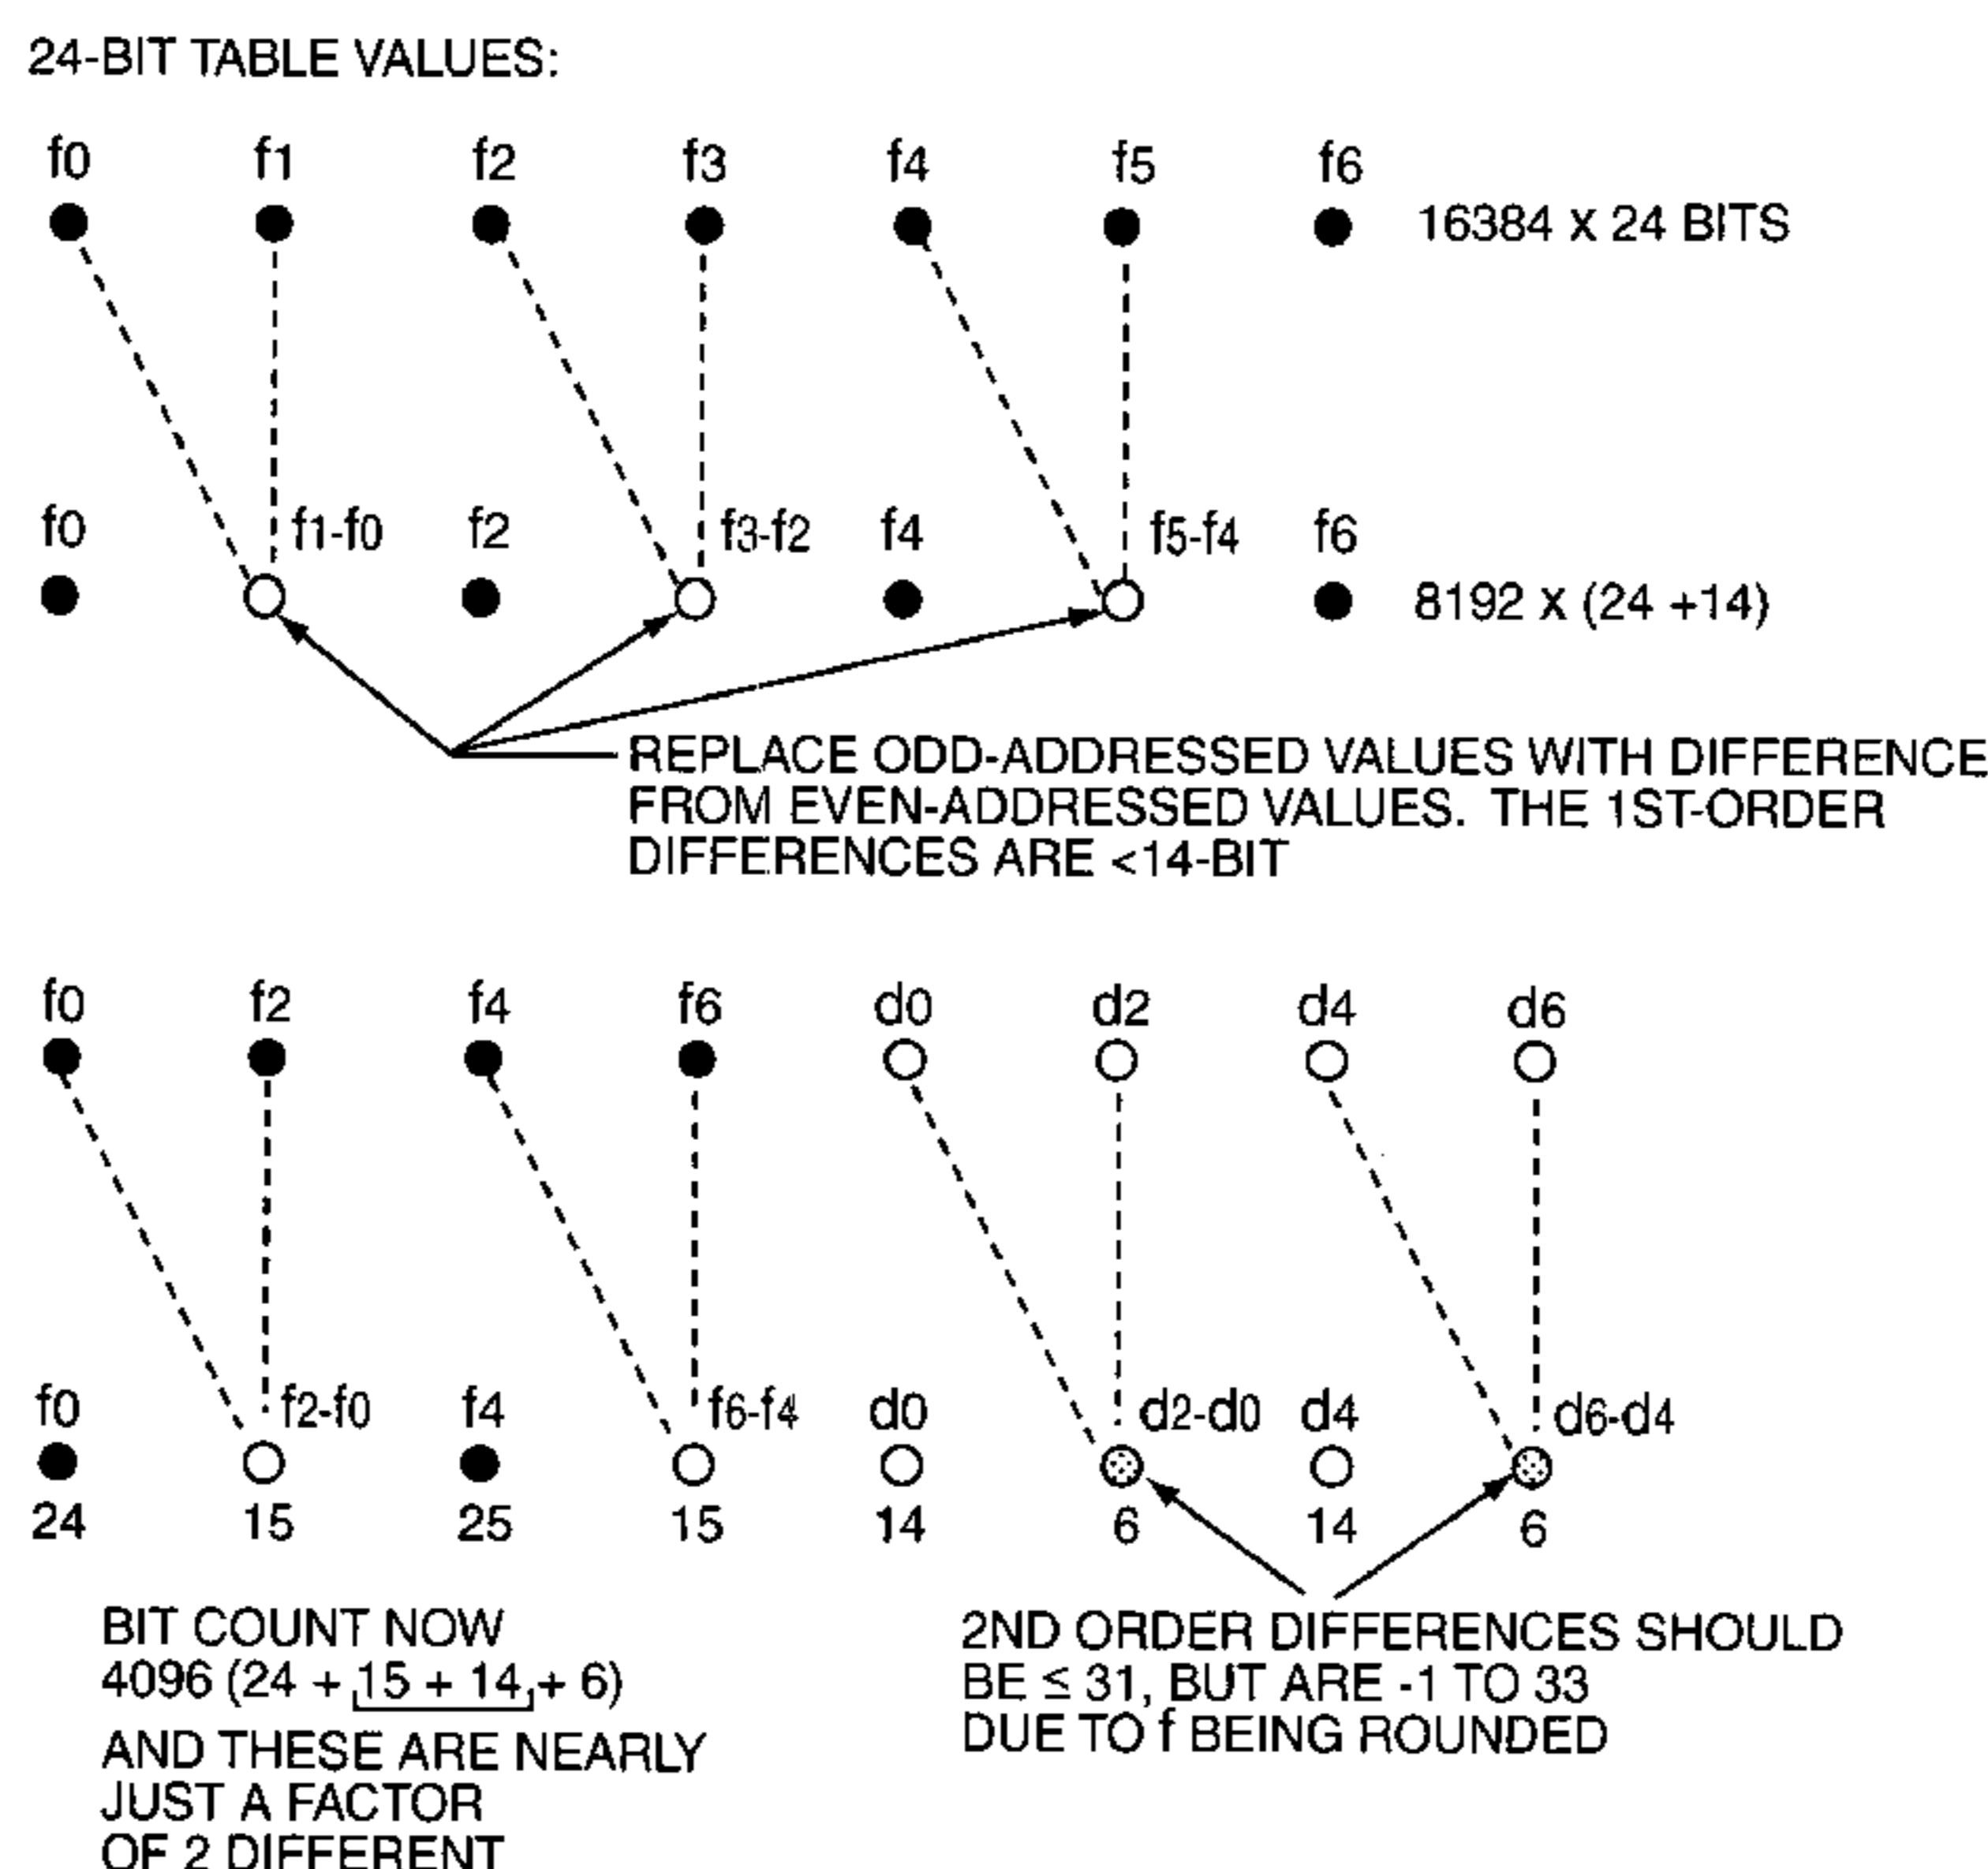 24-BIT TABLE VALUES:
f0 f1 f2 f3 f4 f5 f6
16384 x 24 BITS
f0 f1-f0 f2 f3-f2 f4 f5-f4 f6
8192 x (24 +14)
REPLACE ODD-ADDRESSED VALUES WITH DIFFERENCE
FROM EVEN-ADDRESSED VALUES. THE 1ST-ORDER
DIFFERENCES ARE <14-BIT
f0 f2 f4 f6 d0 d2 d4 d6
f0 f2-f0 f4 f6-f4 d0 d2-d0 d4 d6-d4
24 15 25 15 14 6 14 6
BIT COUNT NOW
4096 (24 + 15 + 14 + 6)
AND THESE ARE NEARLY
JUST A FACTOR
OF 2 DIFFERENT
2ND ORDER DIFFERENCES SHOULD
BE ≤ 31, BUT ARE -1 TO 33
DUE TO f BEING ROUNDED